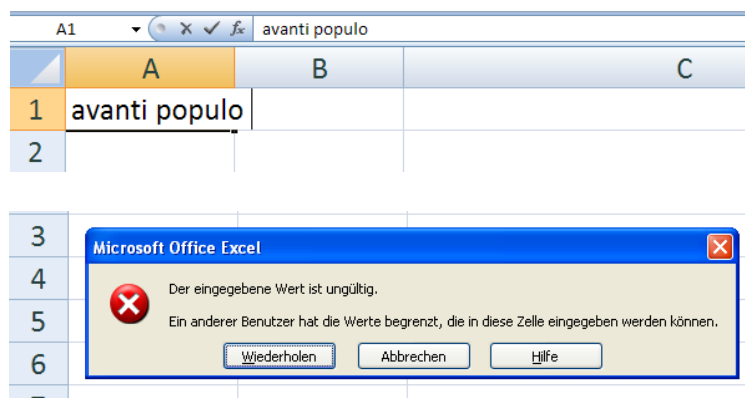 A1 fx avanti populo
A B C
1 avanti populo
2
3
Microsoft Office Excel
4
Der eingegebene Wert ist ungültig.
5
Ein anderer Benutzer hat die Werte begrenzt, die in diese Zelle eingegeben werden können.
6
Wiederholen Abbrechen Hilfe